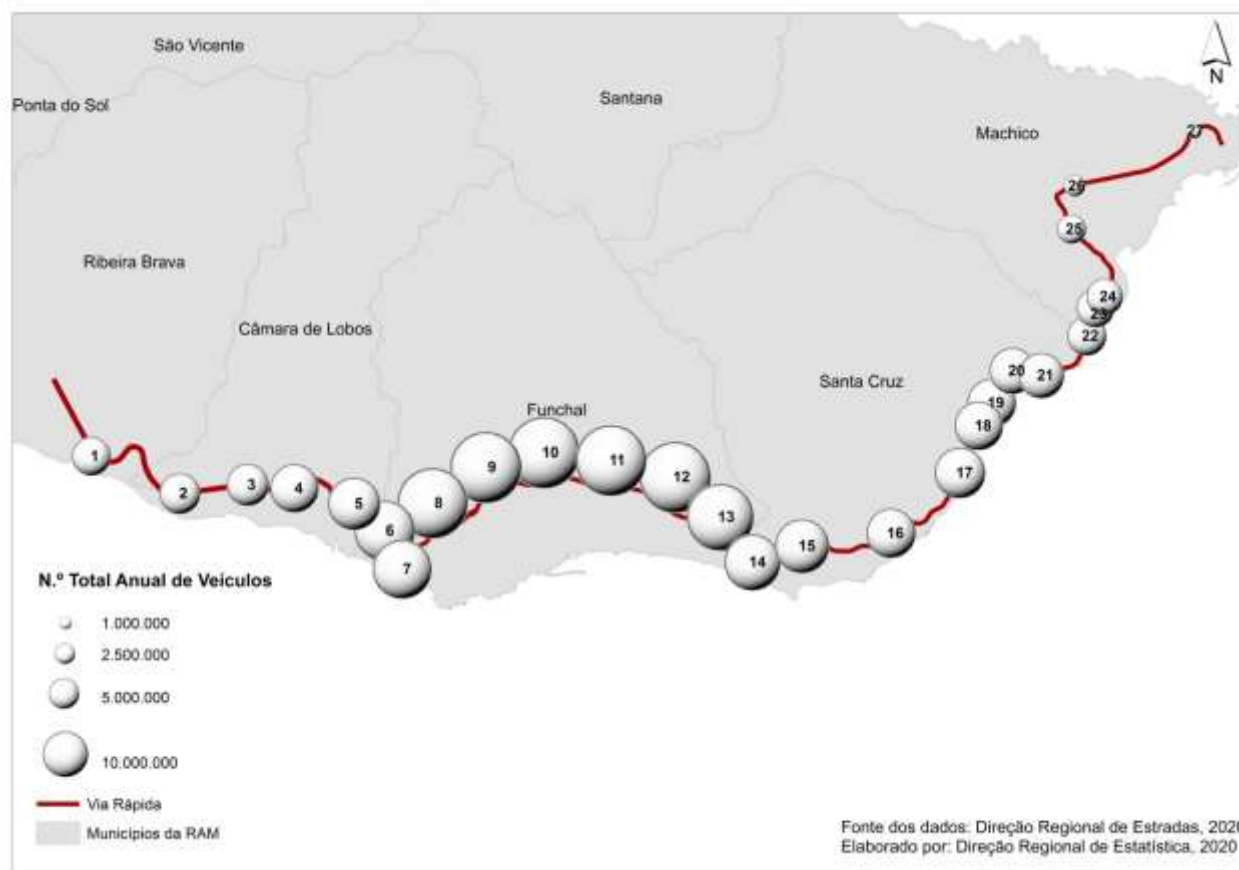 São Vicente
Ponta do Sol
Santana
Machico
N
Ribeira Brava
Câmara de Lobos
Funchal
Santa Cruz
1
2
3
4
5
6
7
8
9
10
11
12
13
14
15
16
17
18
19
20
21
22
23
24
25
26
27
N.º Total Anual de Veículos
1.000.000
2.500.000
5.000.000
10.000.000
Via Rápida
Municípios da RAM
Fonte dos dados: Direção Regional de Estradas, 2020
Elaborado por: Direção Regional de Estatística, 2020